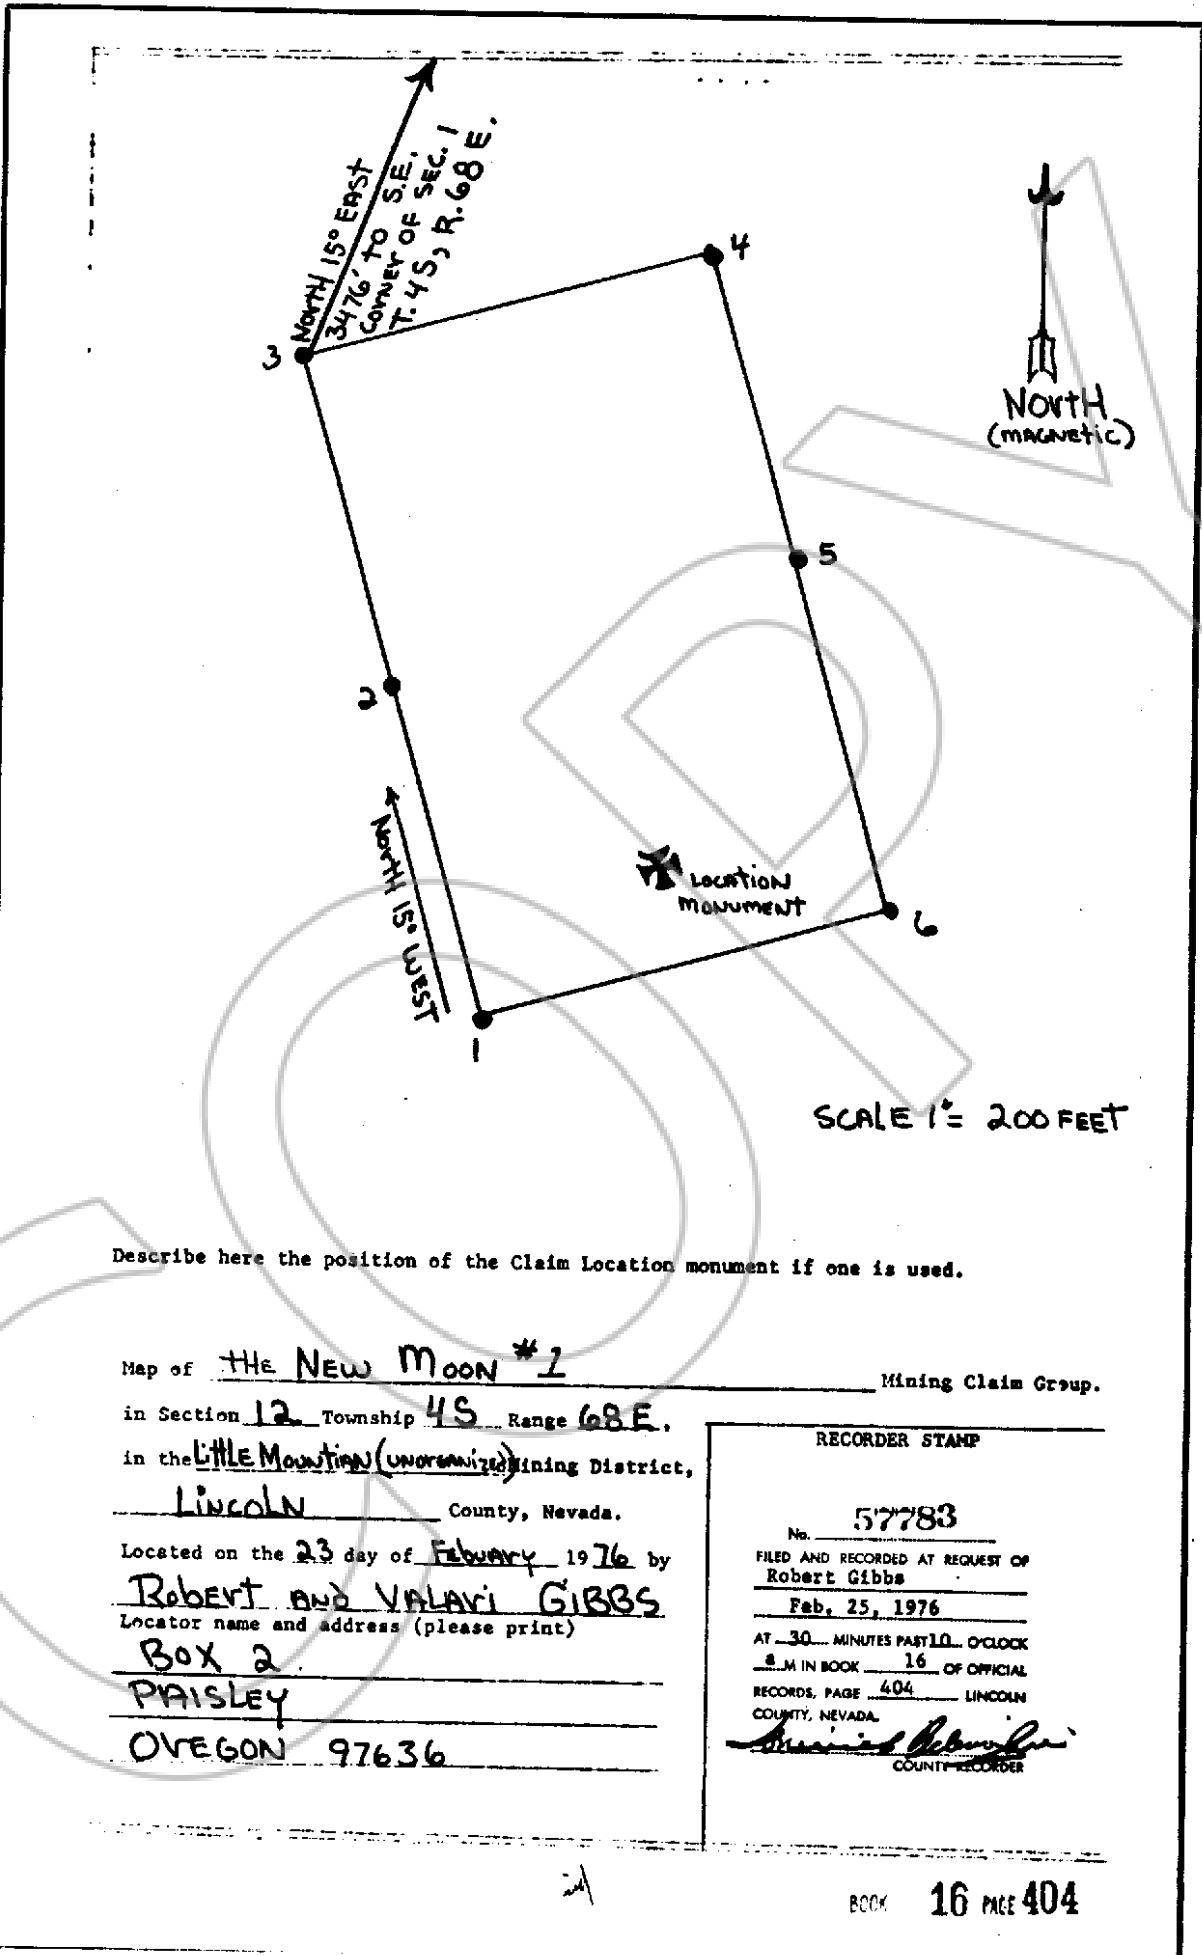 NORTH 15° EAST
3476' TO S.E.
CORNER OF SEC. 1
T. 4S, R. 68 E.
4
3
NORTH
(MAGNETIC)
5
2
NORTH 15° WEST
LOCATION
MONUMENT
6
1
SCALE 1"= 200 FEET
Describe here the position of the Claim Location monument if one is used.
Map of THE NEW MOON #1 Mining Claim Group.
in Section 12 Township 4S Range 68E.
in the Little Mountian (unorganized) Mining District,
LINCOLN County, Nevada.
Located on the 23 day of Febuary 1976 by
Robert AND VALARI GIBBS
Locator name and address (please print)
BOX 2
PAISLEY
OREGON 97636
RECORDER STAMP
No. 57783
FILED AND RECORDED AT REQUEST OF
Robert Gibbs
Feb, 25, 1976
AT 30 MINUTES PAST 10 O'CLOCK
a M IN BOOK 16 OF OFFICIAL
RECORDS, PAGE 404 LINCOLN
COUNTY, NEVADA.
COUNTY RECORDER
BOOK 16 PAGE 404
COPY